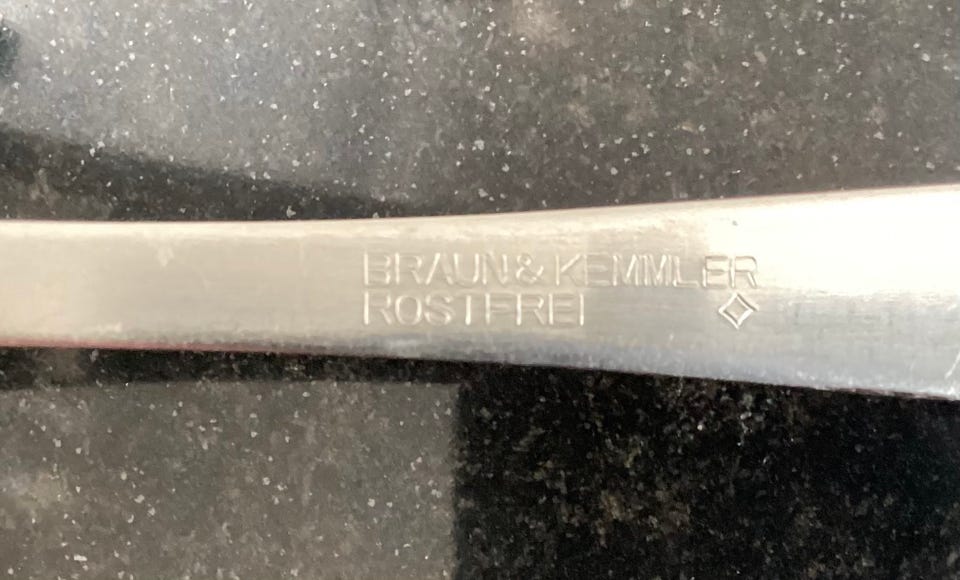 BRAUN & KEMMLER
ROSTFREI